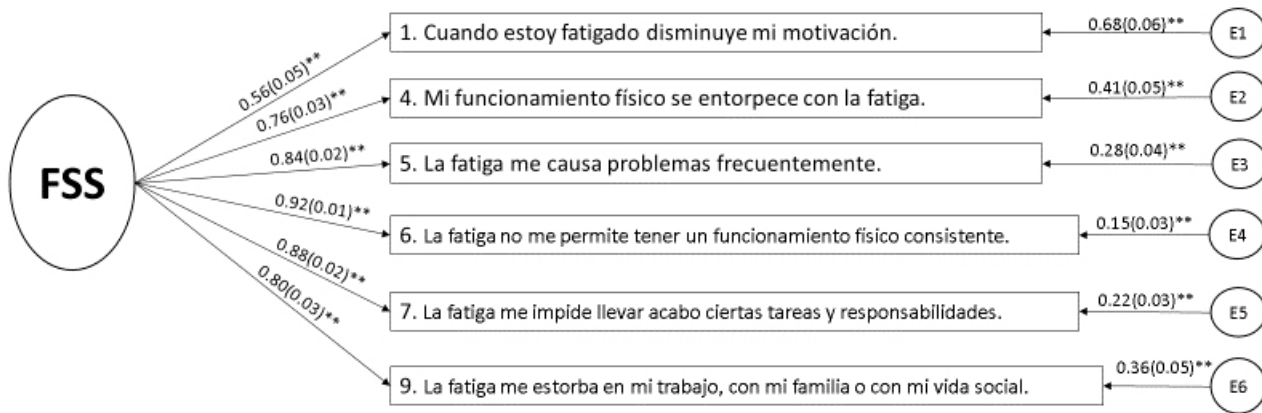 FSS
0.56(0.05)**
0.76(0.03)**
0.84(0.02)**
0.92(0.01)**
0.88(0.02)**
0.80(0.03)**
1. Cuando estoy fatigado disminuye mi motivación.
0.68(0.06)**
E1
4. Mi funcionamiento físico se entorpece con la fatiga.
0.41(0.05)**
E2
5. La fatiga me causa problemas frecuentemente.
0.28(0.04)**
E3
6. La fatiga no me permite tener un funcionamiento físico consistente.
0.15(0.03)**
E4
7. La fatiga me impide llevar acabo ciertas tareas y responsabilidades.
0.22(0.03)**
E5
9. La fatiga me estorba en mi trabajo, con mi familia o con mi vida social.
0.36(0.05)**
E6